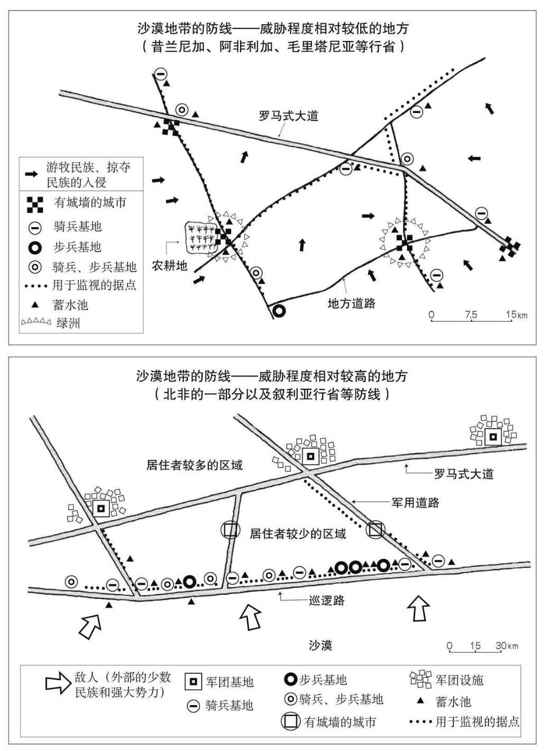 沙漠地带的防线——威胁程度相对较低的地方
（昔兰尼加、阿非利加、毛里塔尼亚等行省）
罗马式大道
游牧民族、掠夺
民族的入侵
有城墙的城市
骑兵基地
步兵基地
骑兵、步兵基地
用于监视的据点
蓄水池
绿洲
农耕地
地方道路
0 7.5 15km
沙漠地带的防线——威胁程度相对较高的地方
（北非的一部分以及叙利亚行省等防线）
居住者较多的区域
罗马式大道
军用道路
居住者较少的区域
巡逻路
沙漠
0 15 30km
敌人（外部的少数
民族和强大势力）
军团基地
骑兵基地
步兵基地
骑兵、步兵基地
有城墙的城市
军团设施
蓄水池
用于监视的据点